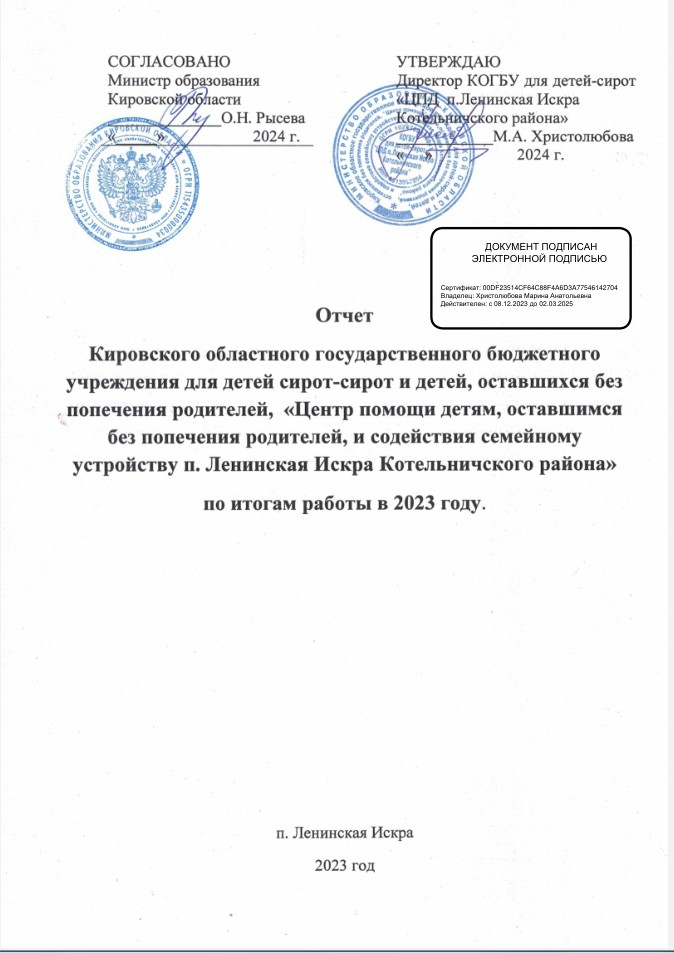 СОГЛАСОВАНО
Министр образования
Кировской области
О.Н. Рысева
«      » 2024 г.
УТВЕРЖДАЮ
Директор КОГБУ для детей-сирот
«ЦПД п.Ленинская Искра
Котельничского района»
М.А. Христолюбова
«      » 2024 г.
МИНИСТЕРСТВО ОБРАЗОВАНИЯ КИРОВСКОЙ ОБЛАСТИ
ДОКУМЕНТ ПОДПИСАН
ЭЛЕКТРОННОЙ ПОДПИСЬЮ
Сертификат: 00DF23514CF64C88F4A6D3A77546142704
Владелец: Христолюбова Марина Анатольевна
Действителен: с 08.12.2023 до 02.03.2025
Отчет
Кировского областного государственного бюджетного
учреждения для детей сирот-сирот и детей, оставшихся без
попечения родителей, «Центр помощи детям, оставшимся
без попечения родителей, и содействия семейному
устройству п. Ленинская Искра Котельничского района»
по итогам работы в 2023 году.
п. Ленинская Искра
2023 год